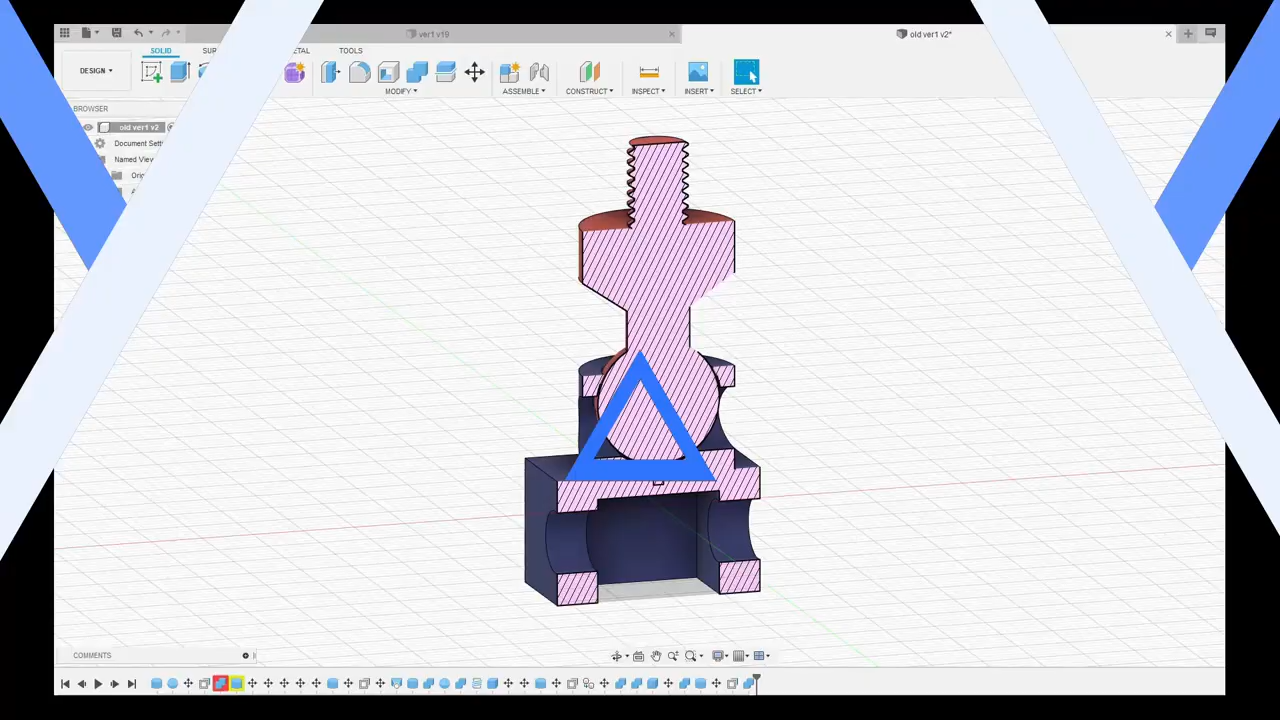 ver1 v19
old ver1 v2*
SOLID
TOOLS
DESIGN
MODIFY
ASSEMBLE
CONSTRUCT
INSPECT
INSERT
SELECT
BROWSER
old ver1 v2
Document Sett
Named View
COMMENTS